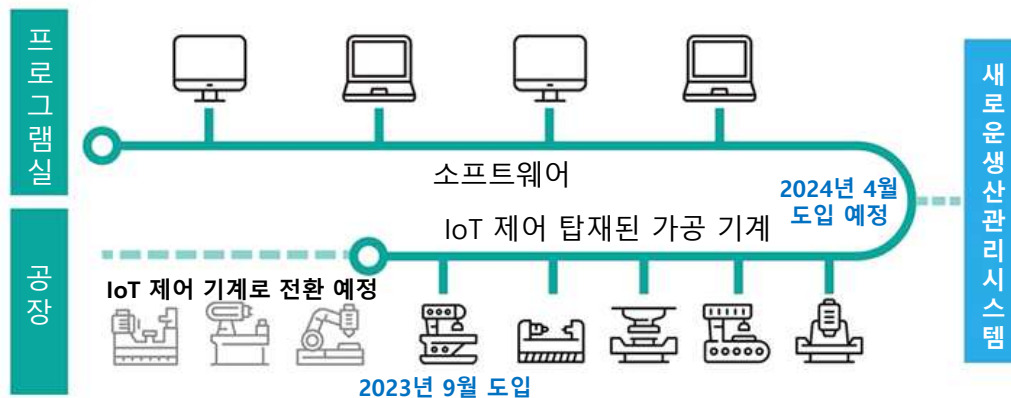 프로그램실
소프트웨어
2024년 4월
도입 예정
IoT 제어 탑재된 가공 기계
새로운생산관리시스템
공장
IoT 제어 기계로 전환 예정
2023년 9월 도입